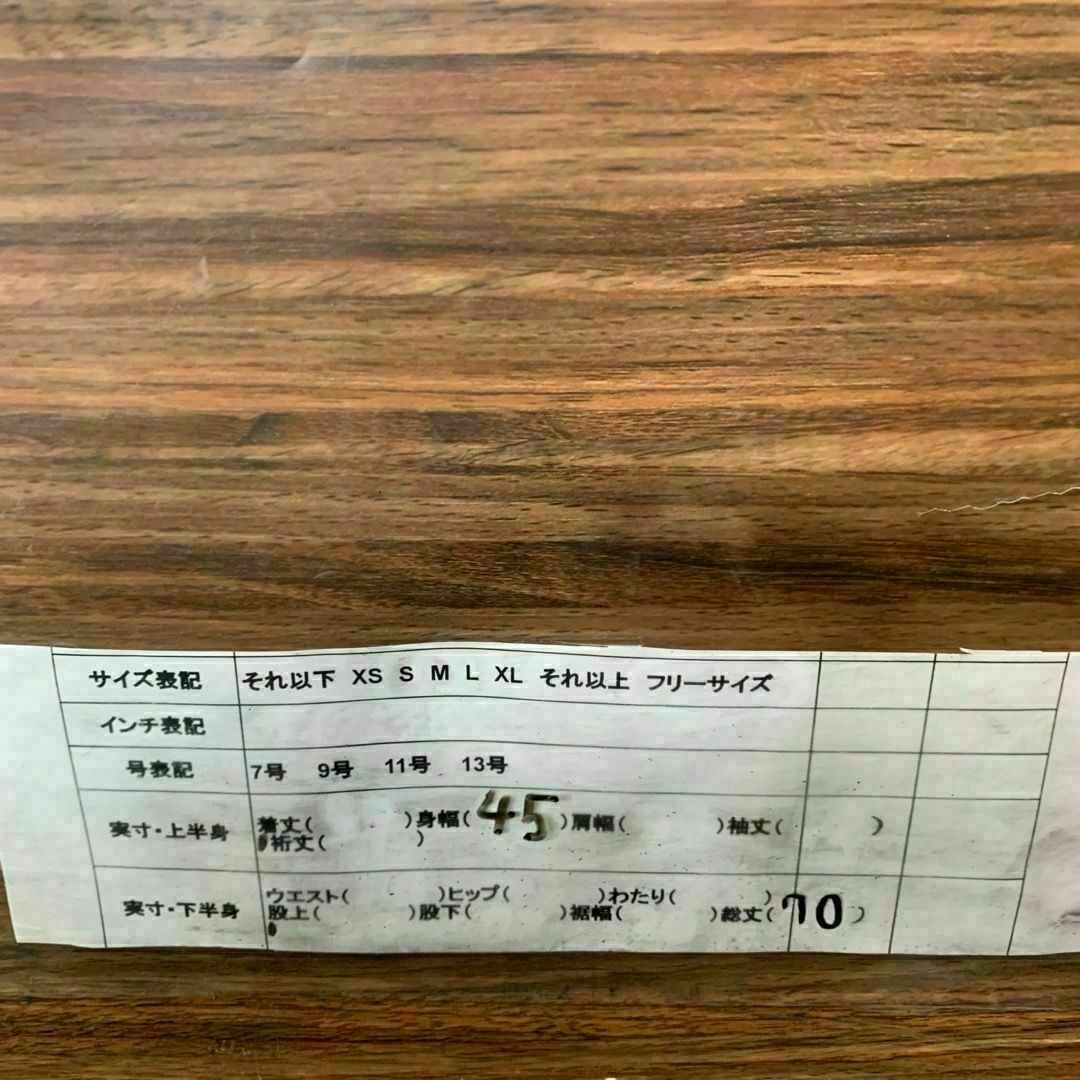 サイズ表記 それ以下 XS S M L XL それ以上 フリーサイズ
インチ表記
号表記 7号 9号 11号 13号
実寸・上半身 着丈( )身幅( 45 )肩幅( )袖丈( )
裄丈( )
実寸・下半身 ウエスト( )ヒップ( )わたり( )
股上( )股下( )裾幅( )総丈( 70 )